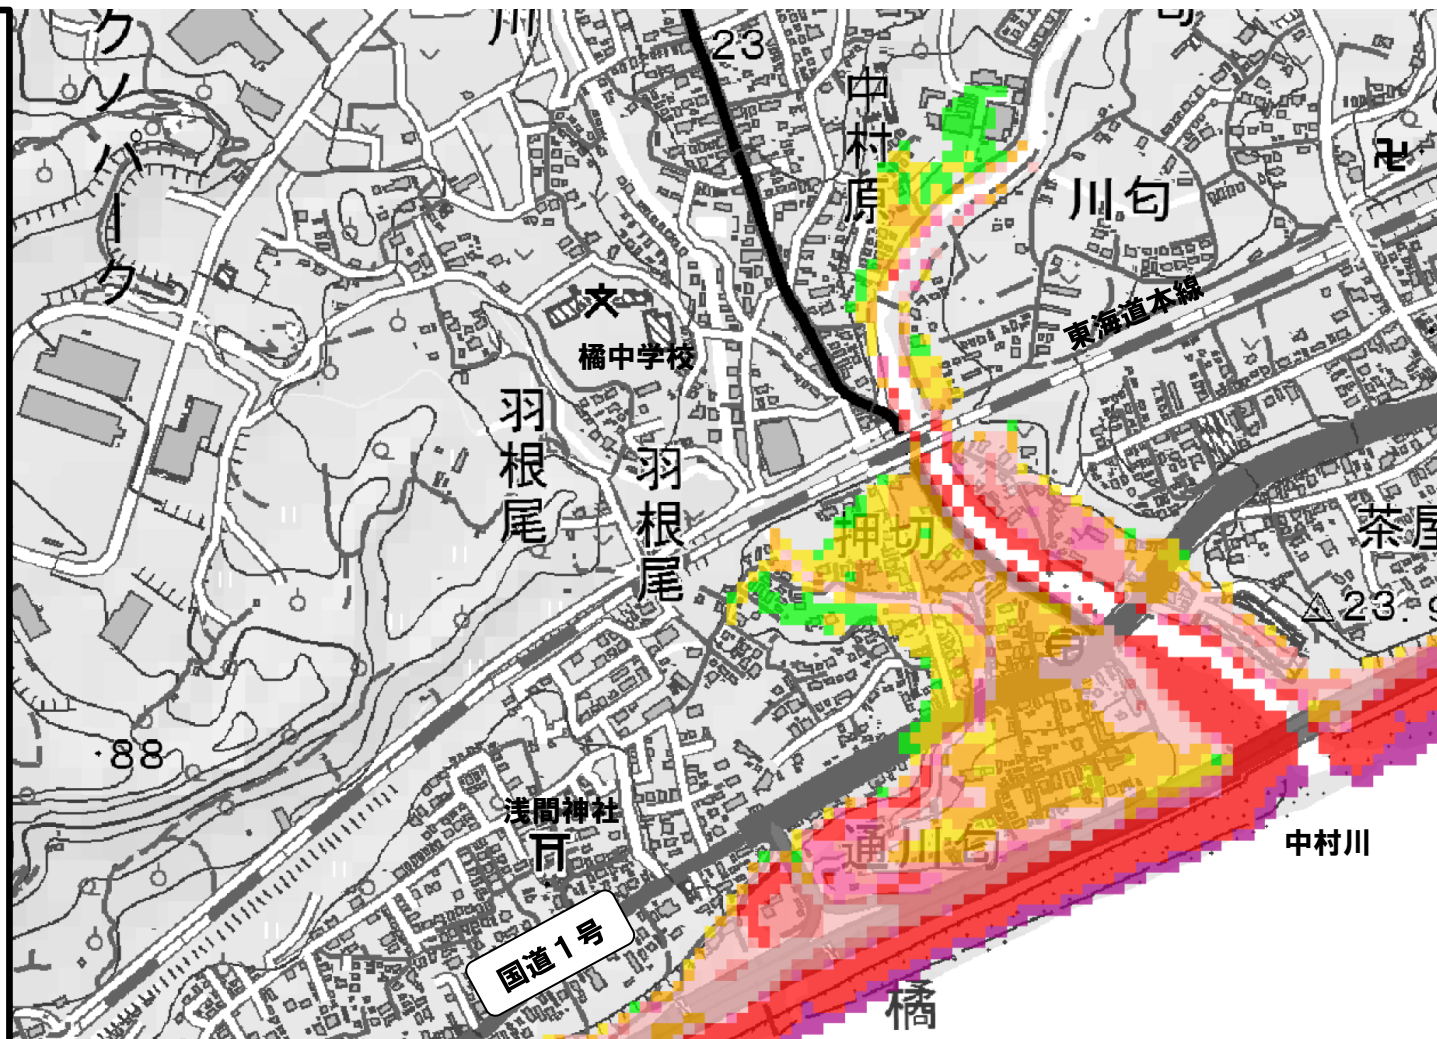 クノハーク
川
23
中村原
川匂
東海道本線
橘中学校
羽根尾
羽根尾
押切
茶屋
23.9
・88
浅間神社
通川匂
中村川
国道1号
橘